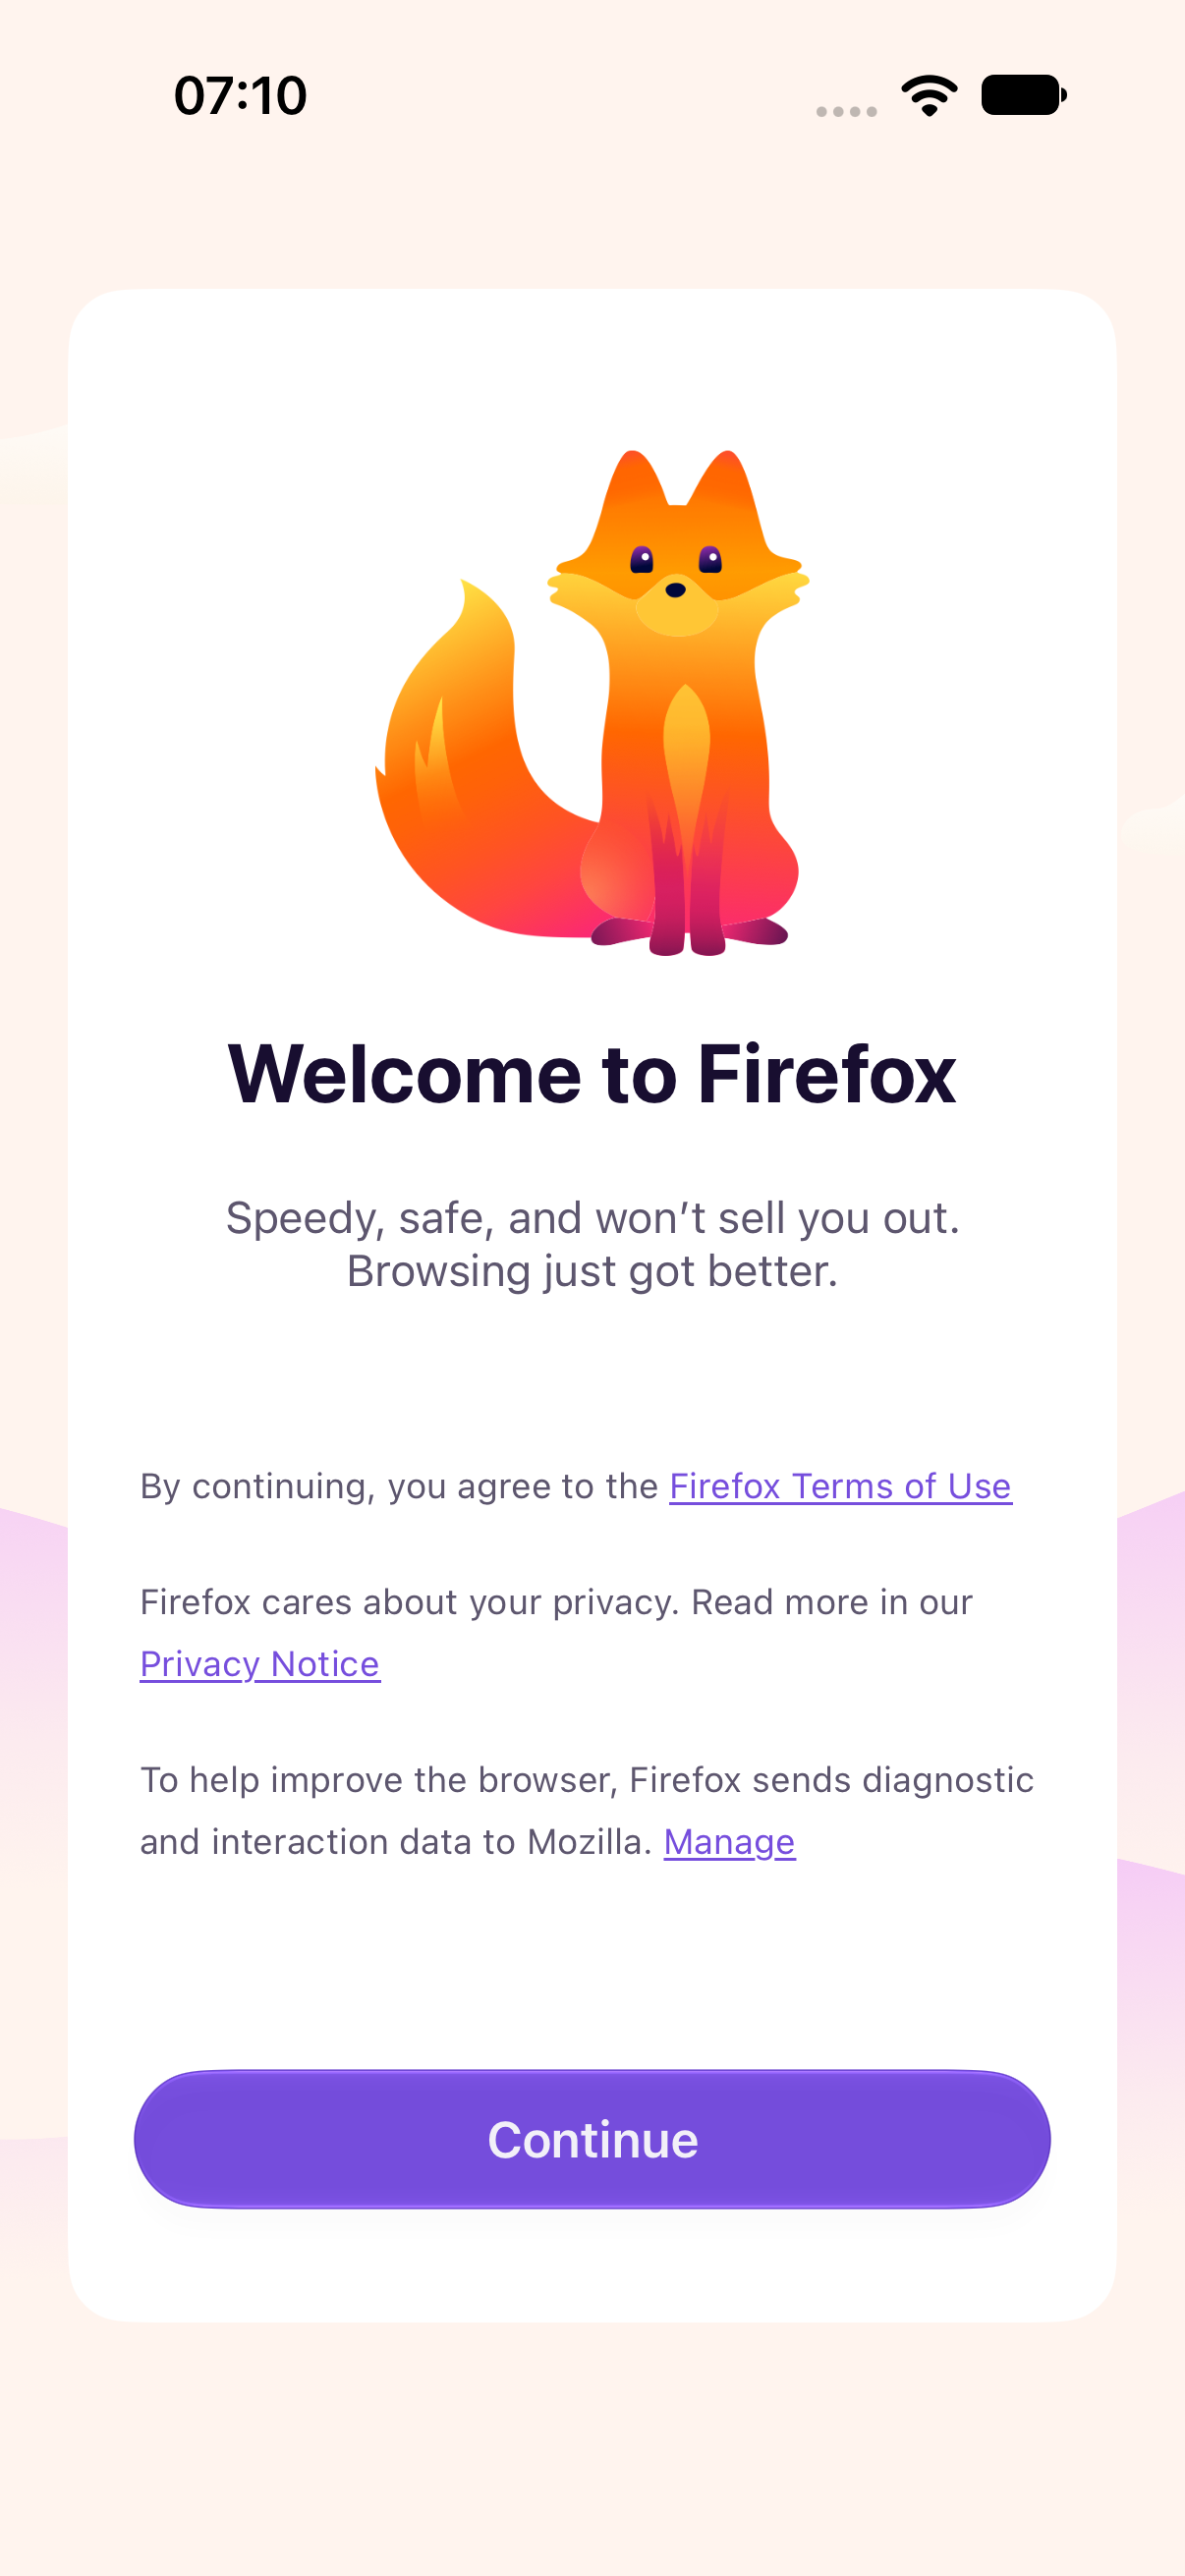 07:10
Welcome to Firefox
Speedy, safe, and won’t sell you out.
Browsing just got better.
By continuing, you agree to the Firefox Terms of Use
Firefox cares about your privacy. Read more in our
Privacy Notice
To help improve the browser, Firefox sends diagnostic
and interaction data to Mozilla. Manage
Continue